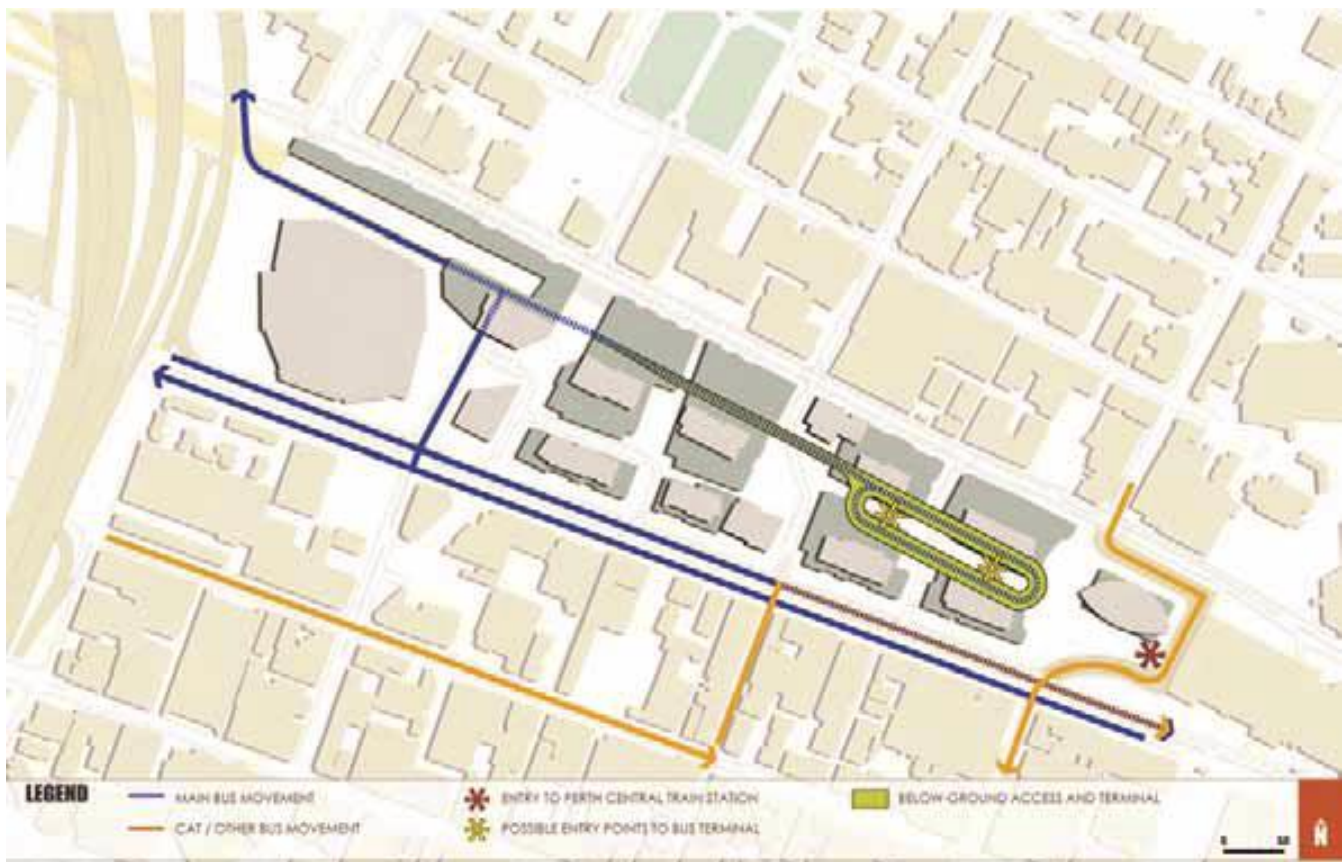 LEGEND
MAIN BUS MOVEMENT
CAT / OTHER BUS MOVEMENT
ENTRY TO PERTH CENTRAL TRAIN STATION
POSSIBLE ENTRY POINTS TO BUS TERMINAL
BELOW-GROUND ACCESS AND TERMINAL
N